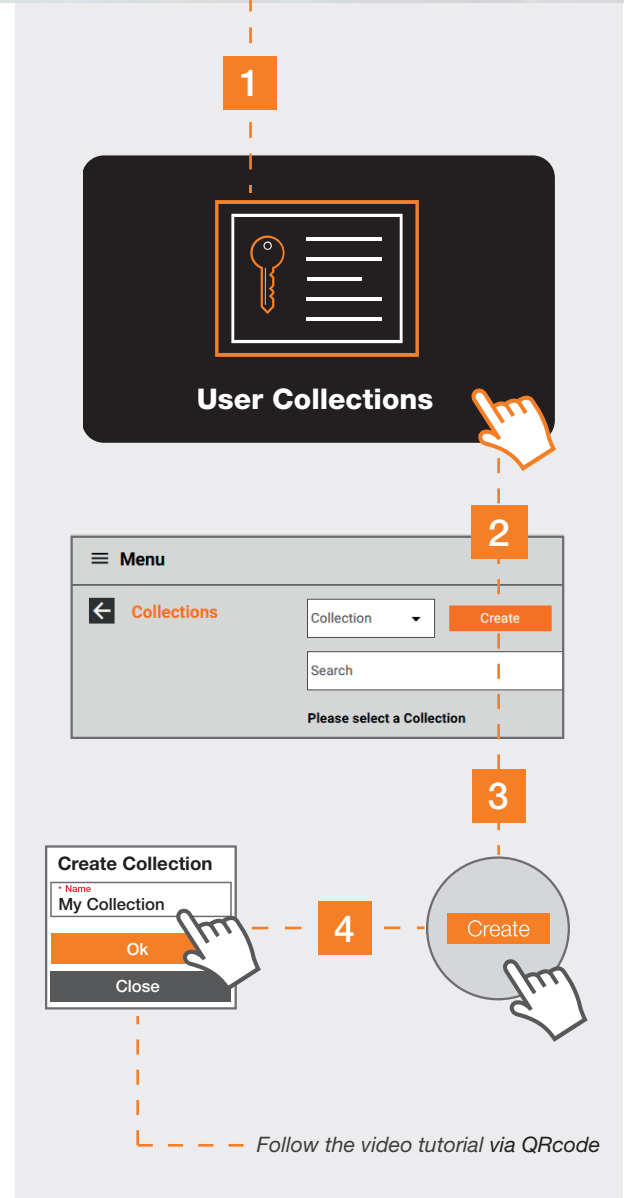 1
User Collections
2
Menu
Collections
Collection
Create
Search
Please select a Collection
3
Create Collection
* Name
My Collection
Ok
Close
4
Create
Follow the video tutorial via QRcode